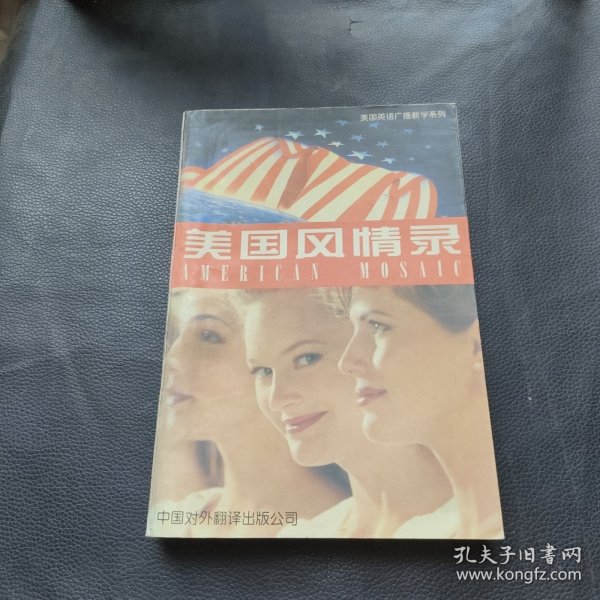 美国英语广播教学系列
美国风情录
AMERICAN MOSAIC
中国对外翻译出版公司
孔夫子旧书网
www.kongfz.com